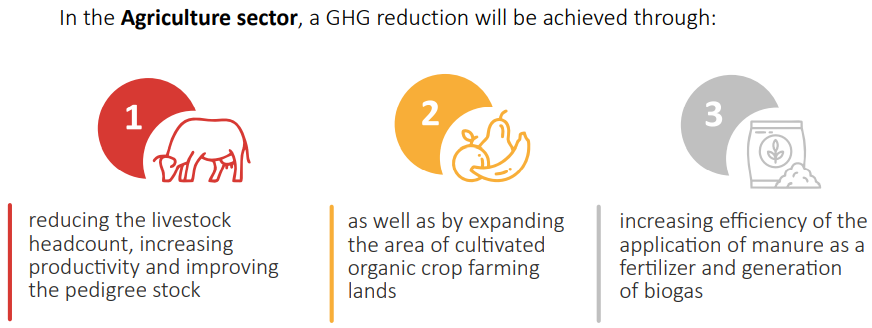 In the Agriculture sector, a GHG reduction will be achieved through:
1
reducing the livestock
headcount, increasing
productivity and improving
the pedigree stock
2
as well as by expanding
the area of cultivated
organic crop farming
lands
3
increasing efficiency of the
application of manure as a
fertilizer and generation
of biogas